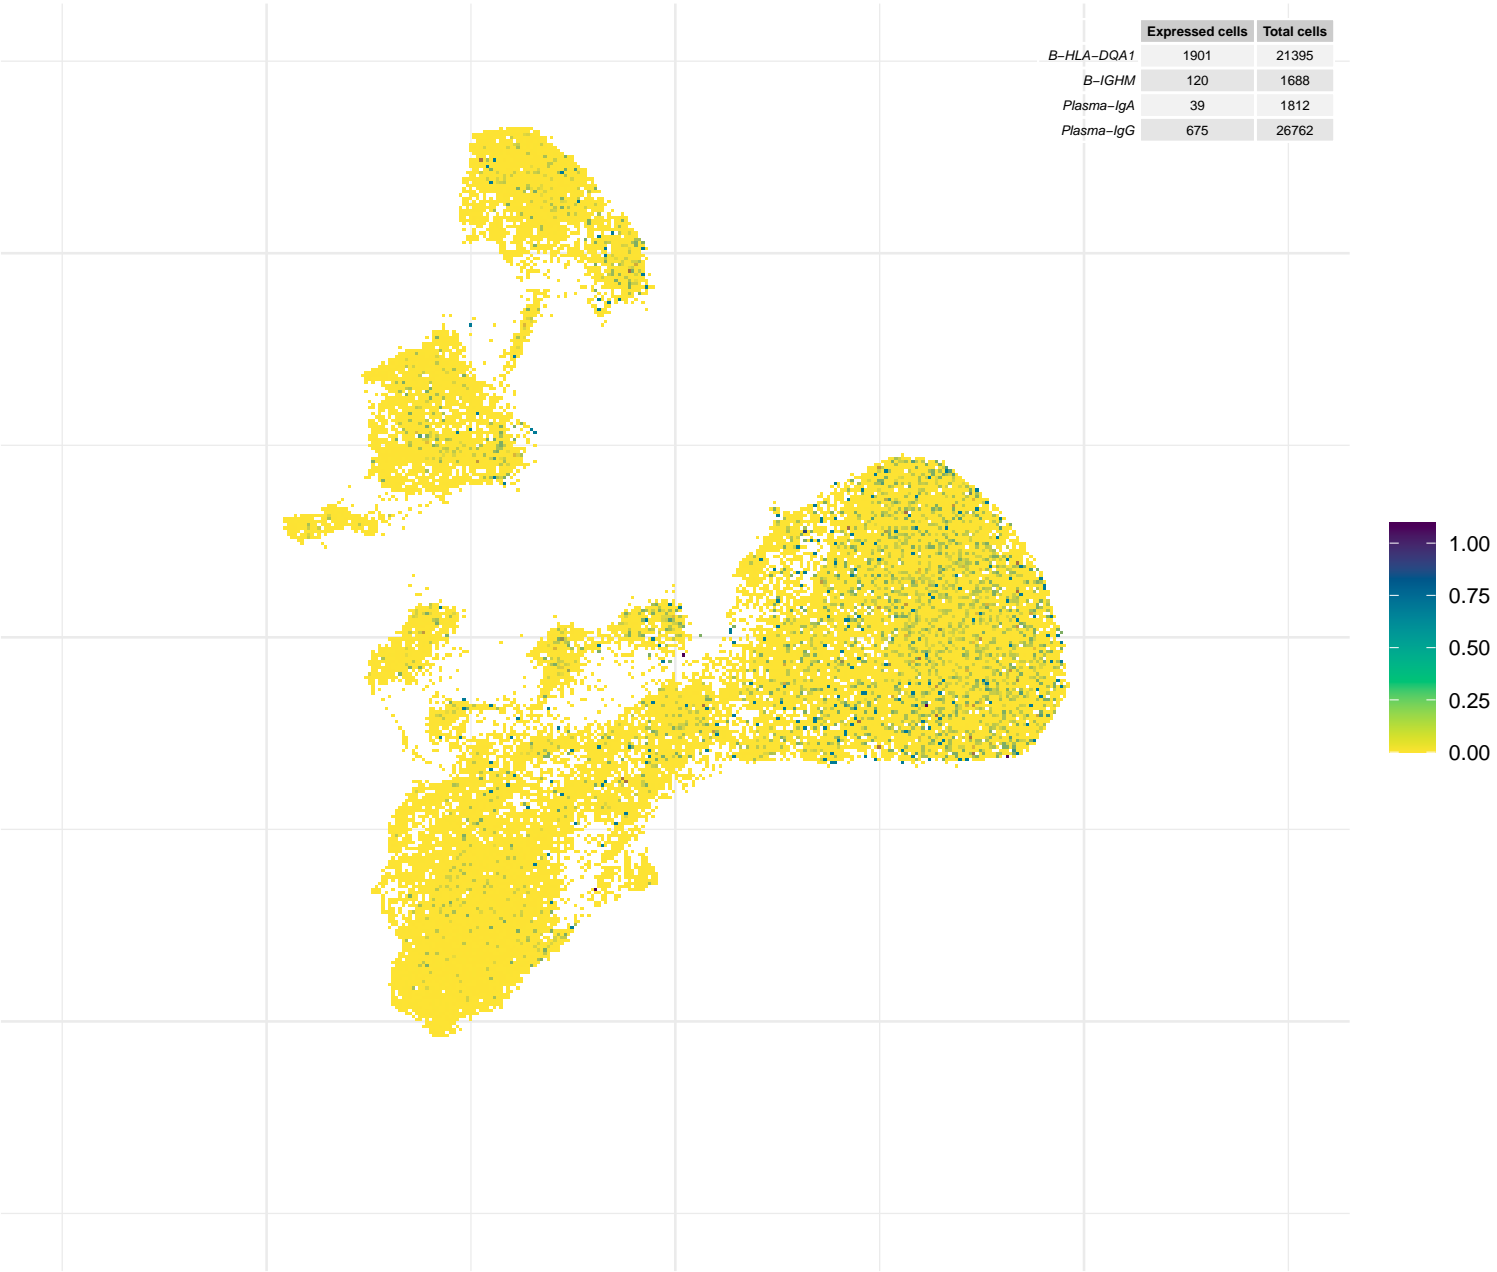 Expressed cells Total cells
B−HLA−DQA1 1901 21395
B−IGHM 120 1688
Plasma−IgA 39 1812
Plasma−IgG 675 26762
1.00
0.75
0.50
0.25
0.00